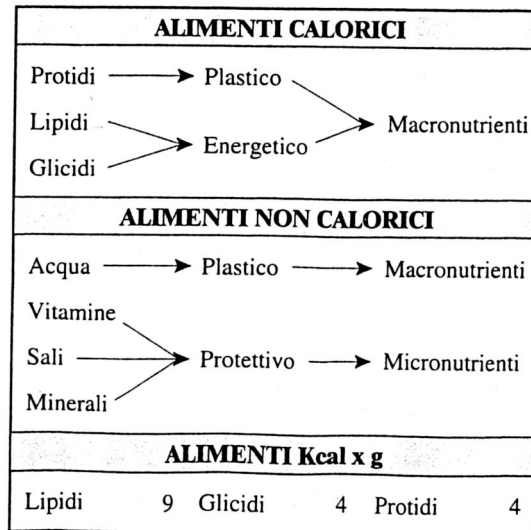 ALIMENTI CALORICI
Protidi Plastico
Lipidi
Macronutrienti
Energetico
Glicidi
ALIMENTI NON CALORICI
Acqua Plastico Macronutrienti
Vitamine
Sali Protettivo Micronutrienti
Minerali
ALIMENTI Kcal x g
Lipidi 9 Glicidi 4 Protidi 4